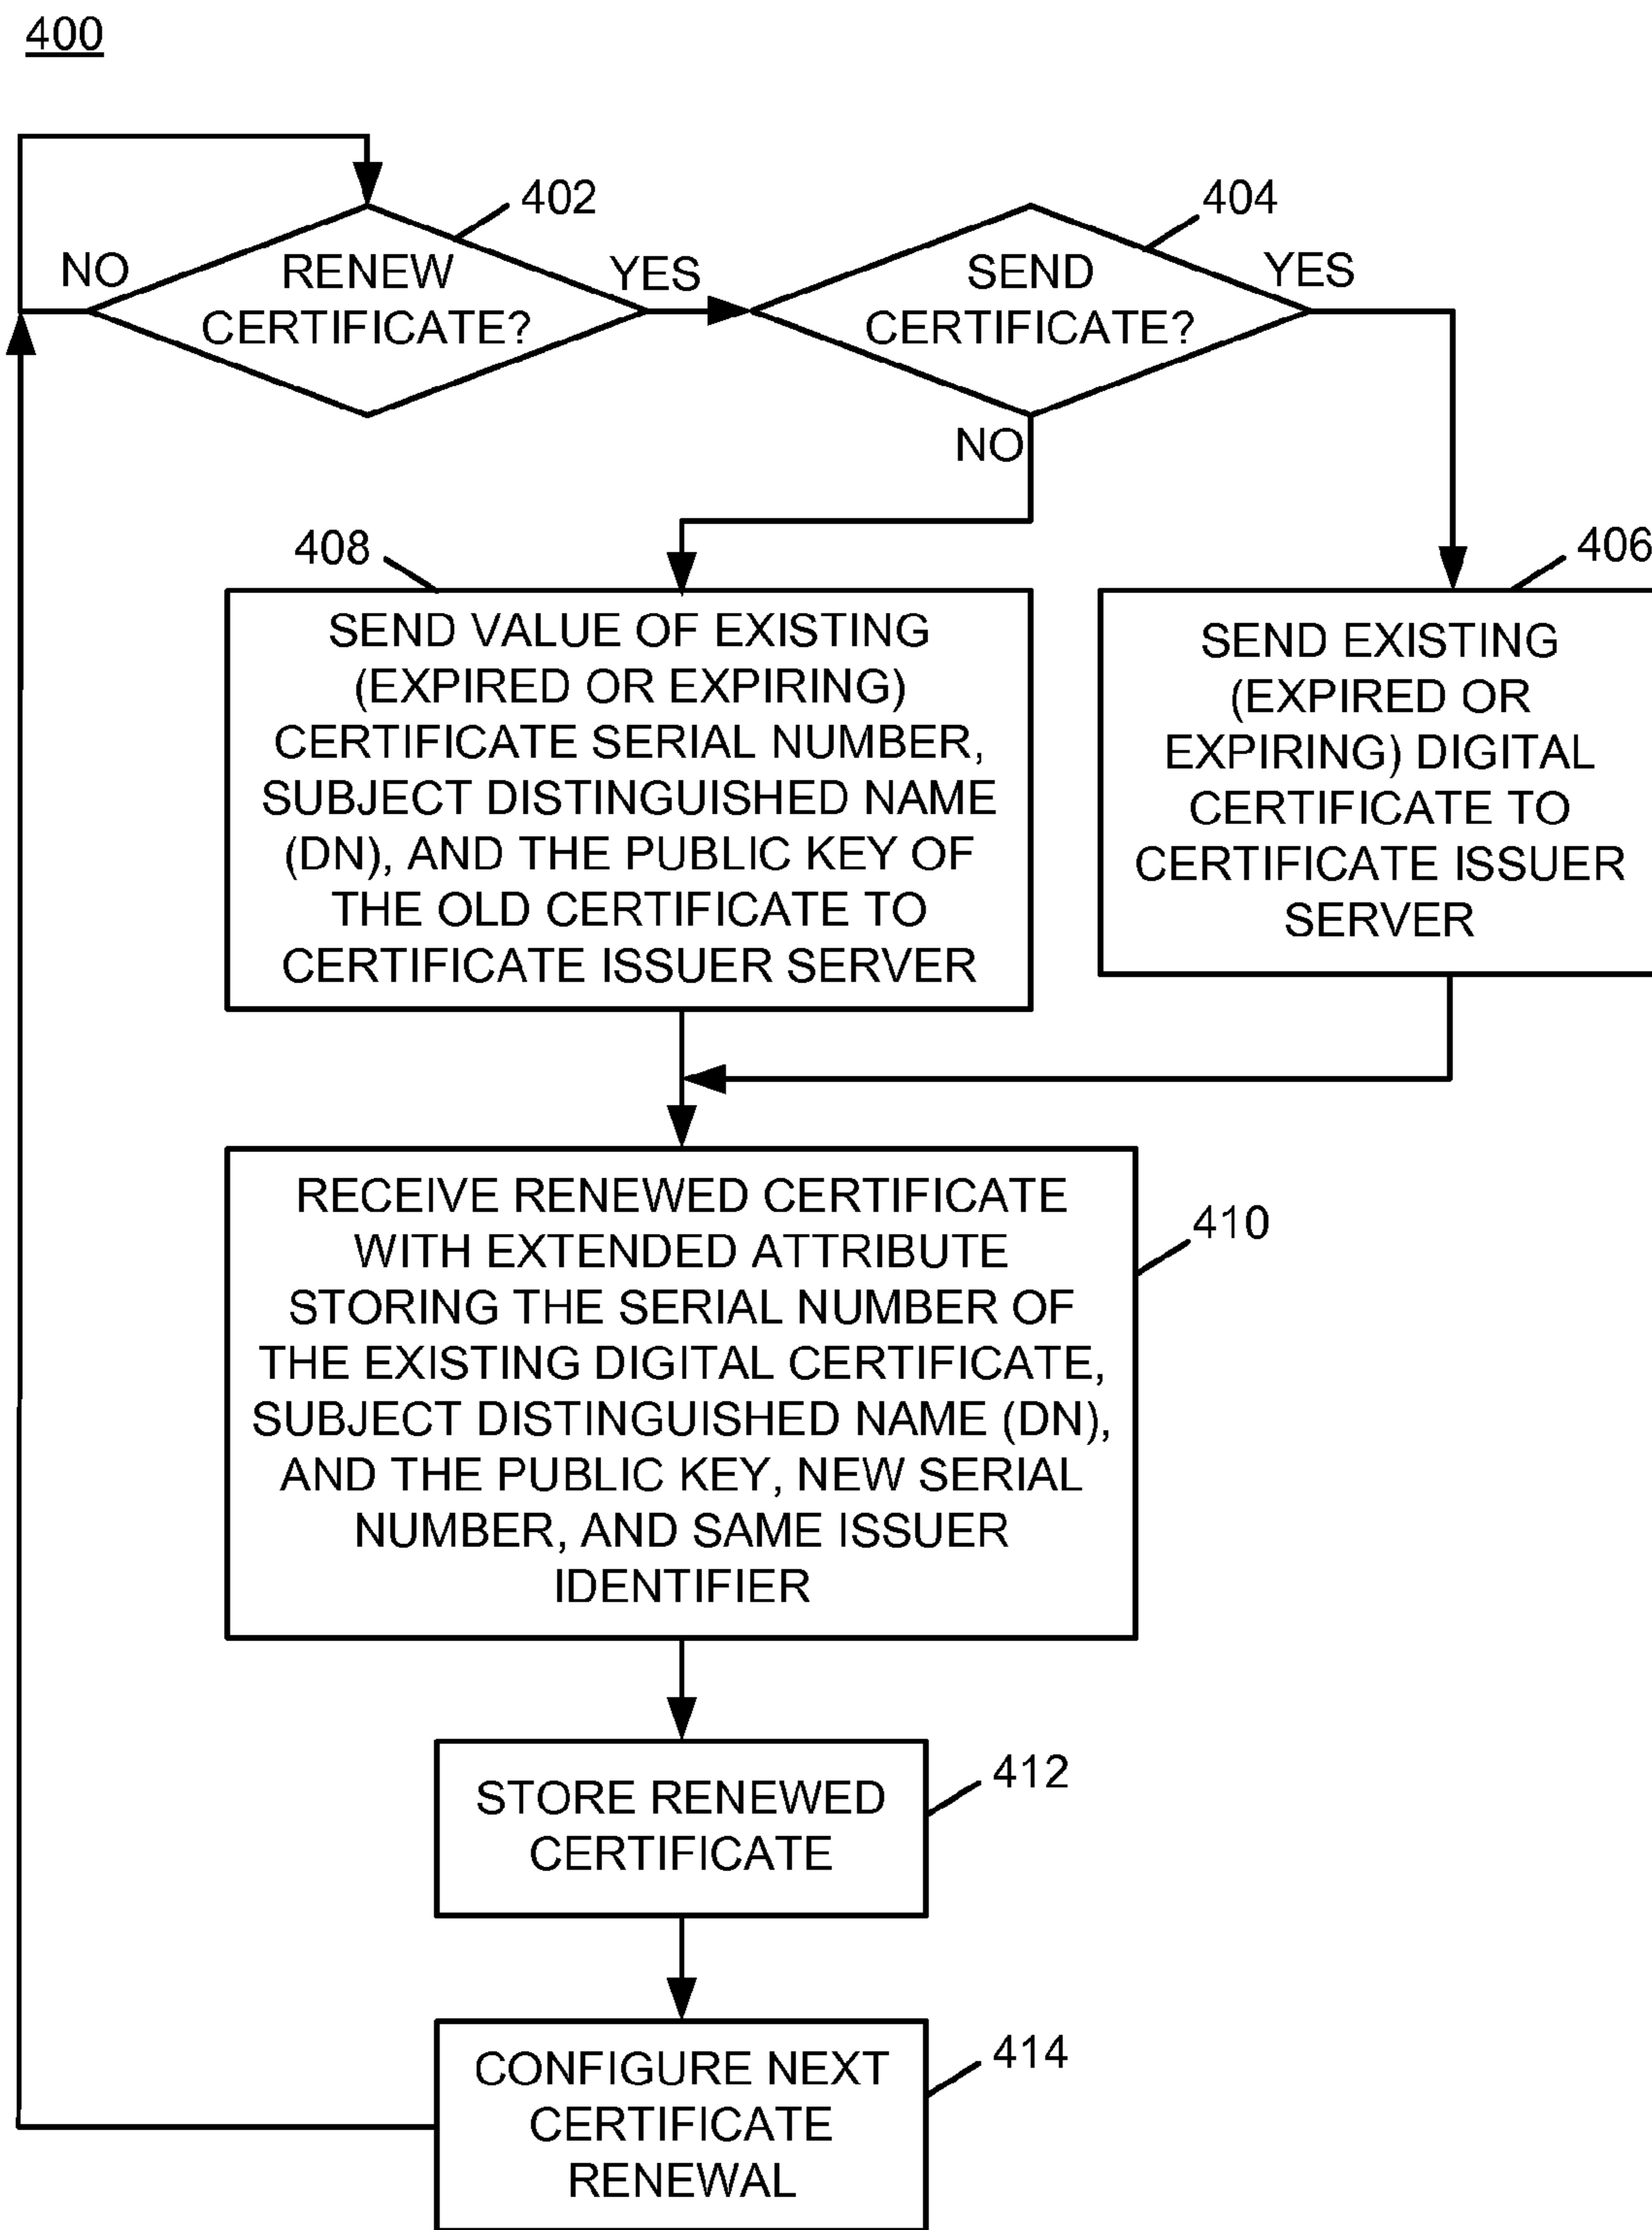 400
402
NO
RENEW
CERTIFICATE?
YES
404
SEND
CERTIFICATE?
YES
NO
408
SEND VALUE OF EXISTING
(EXPIRED OR EXPIRING)
CERTIFICATE SERIAL NUMBER,
SUBJECT DISTINGUISHED NAME
(DN), AND THE PUBLIC KEY OF
THE OLD CERTIFICATE TO
CERTIFICATE ISSUER SERVER
406
SEND EXISTING
(EXPIRED OR
EXPIRING) DIGITAL
CERTIFICATE TO
CERTIFICATE ISSUER
SERVER
410
RECEIVE RENEWED CERTIFICATE
WITH EXTENDED ATTRIBUTE
STORING THE SERIAL NUMBER OF
THE EXISTING DIGITAL CERTIFICATE,
SUBJECT DISTINGUISHED NAME (DN),
AND THE PUBLIC KEY, NEW SERIAL
NUMBER, AND SAME ISSUER
IDENTIFIER
412
STORE RENEWED
CERTIFICATE
414
CONFIGURE NEXT
CERTIFICATE
RENEWAL